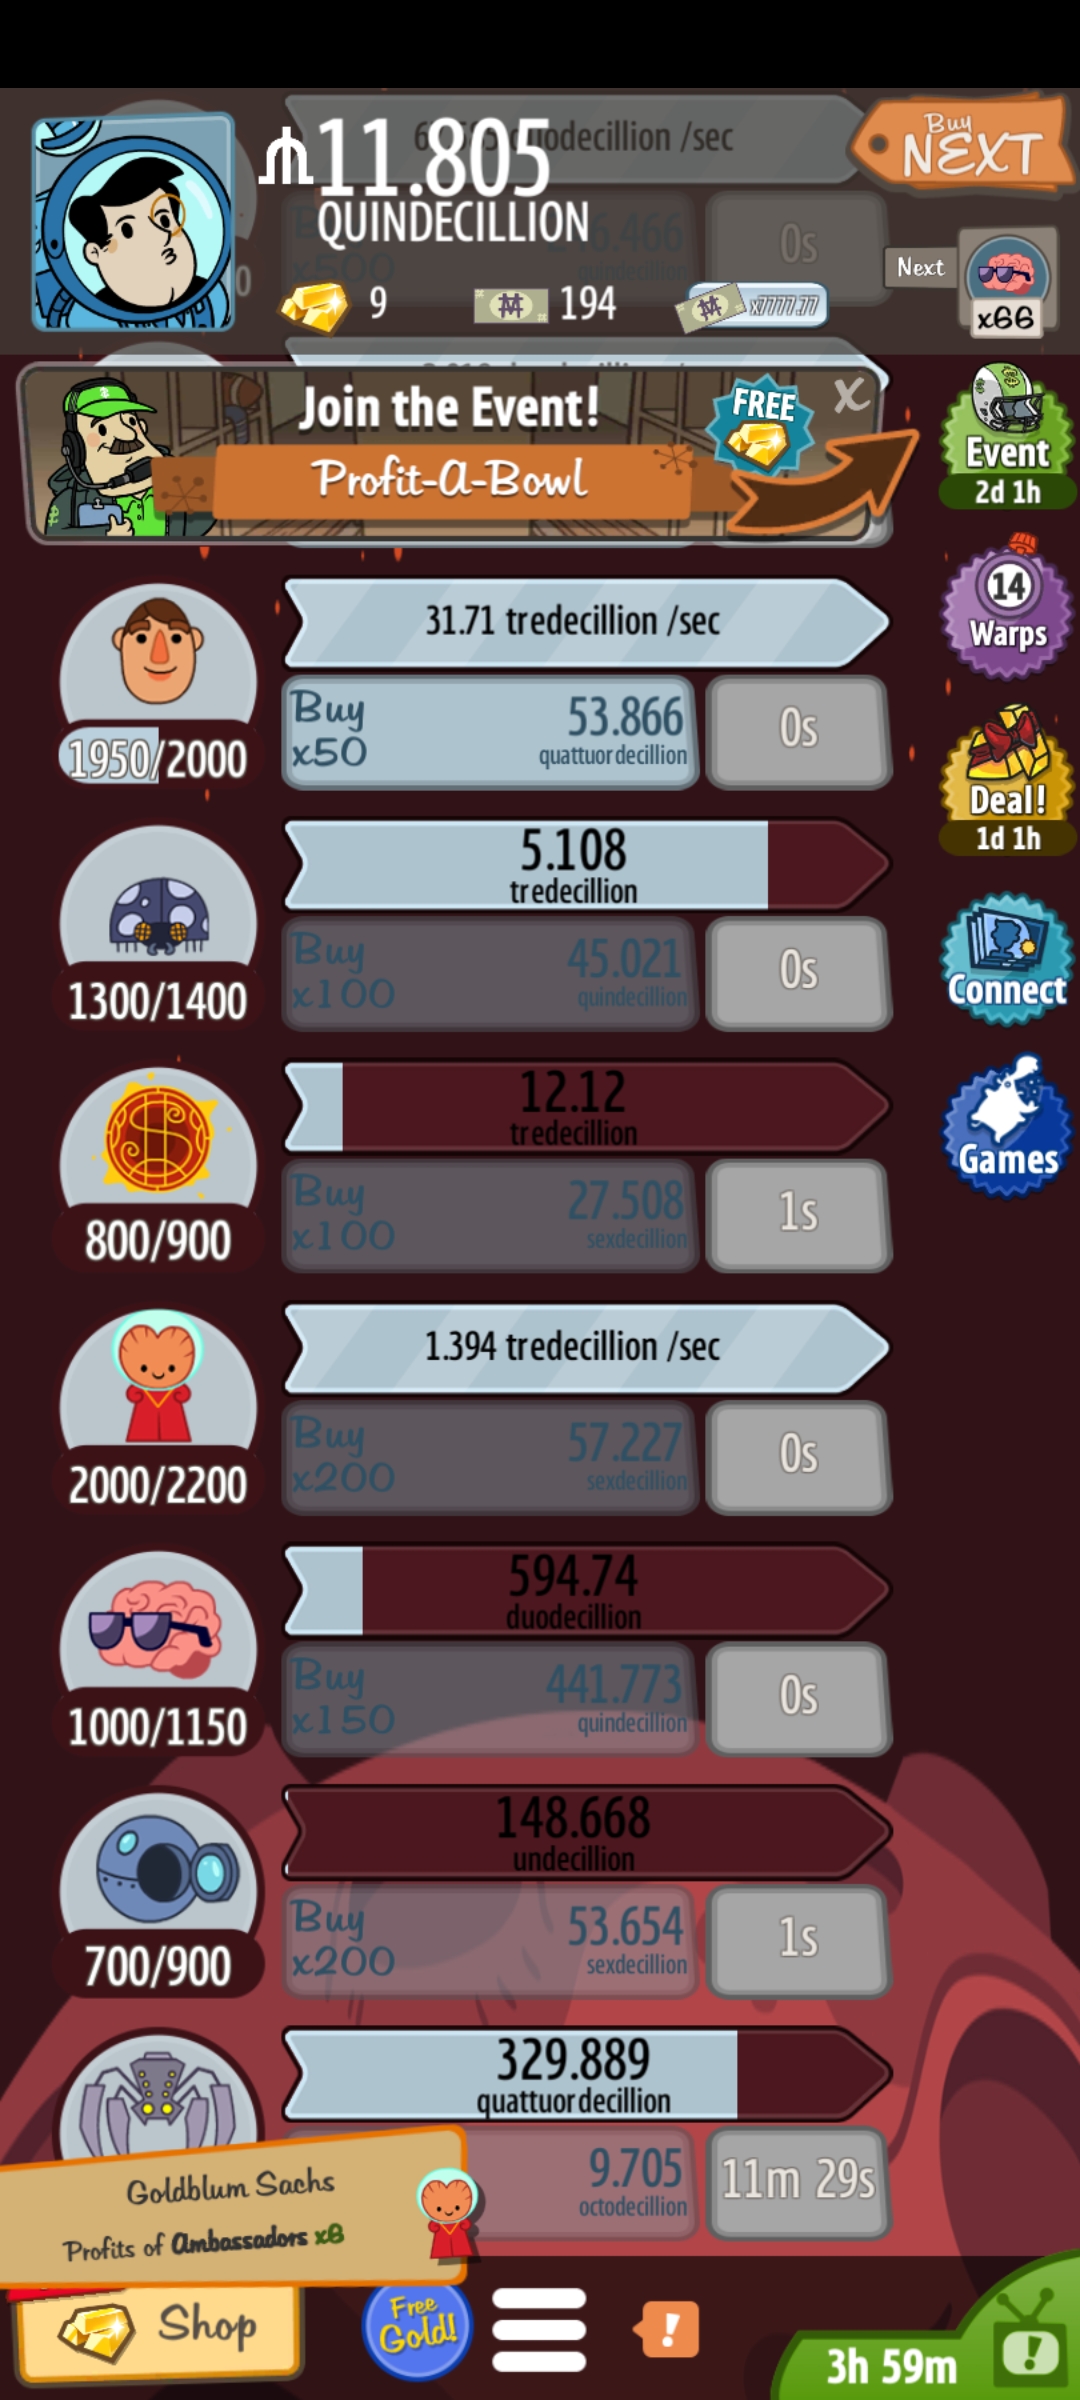 11.805
QUINDECILLION
Buy
NEXT
9
194
x7777.77
Next
x66
duodecillion /sec
x500
quindecillion
0s
Join the Event!
Profit-A-Bowl
FREE
X
Event
2d 1h
31.71 tredecillion /sec
Buy
x50
53.866
quattuordecillion
0s
1950/2000
14
Warps
Deal!
1d 1h
5.108
tredecillion
Buy
x100
45.021
quindecillion
0s
1300/1400
Connect
12.12
tredecillion
Buy
x100
27.508
sexdecillion
1s
800/900
Games
1.394 tredecillion /sec
Buy
x200
57.227
sexdecillion
0s
2000/2200
594.74
duodecillion
Buy
x150
441.773
quindecillion
0s
1000/1150
148.668
undecillion
Buy
x200
53.654
sexdecillion
1s
700/900
329.889
quattuordecillion
9.705
octodecillion
11m 29s
Goldblum Sachs
Profits of Ambassadors x8
Shop
Free
Gold!
!
3h 59m
!